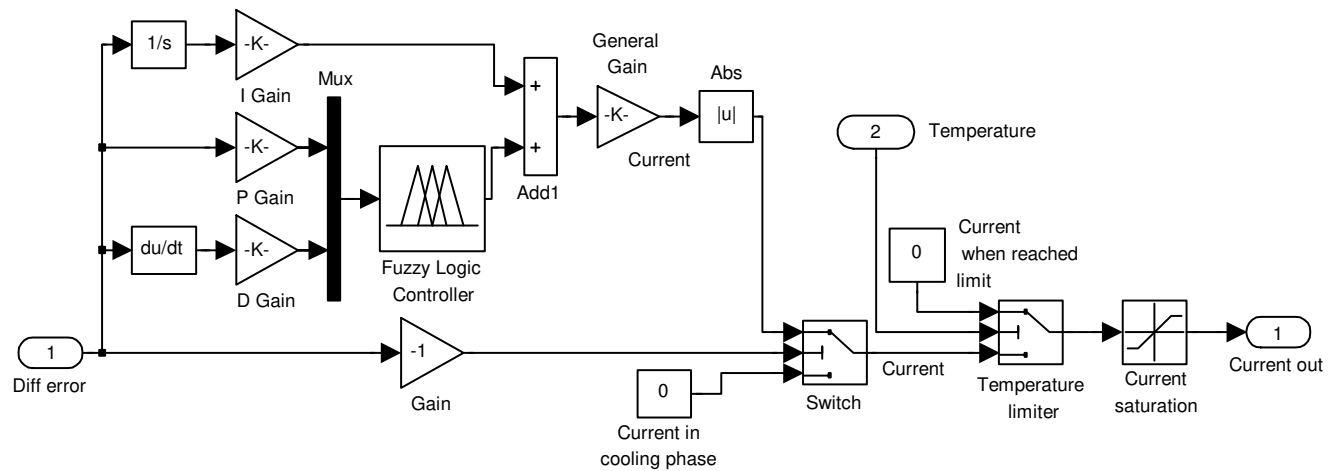 1/s
-K-
I Gain
Mux
-K-
P Gain
du/dt
-K-
D Gain
Fuzzy Logic
Controller
+
+
Add1
General
Gain
-K-
Current
Abs
|u|
2
Temperature
0
Current
when reached
limit
1
Diff error
-1
Gain
0
Current in
cooling phase
Switch
Current
Temperature
limiter
Current
saturation
1
Current out